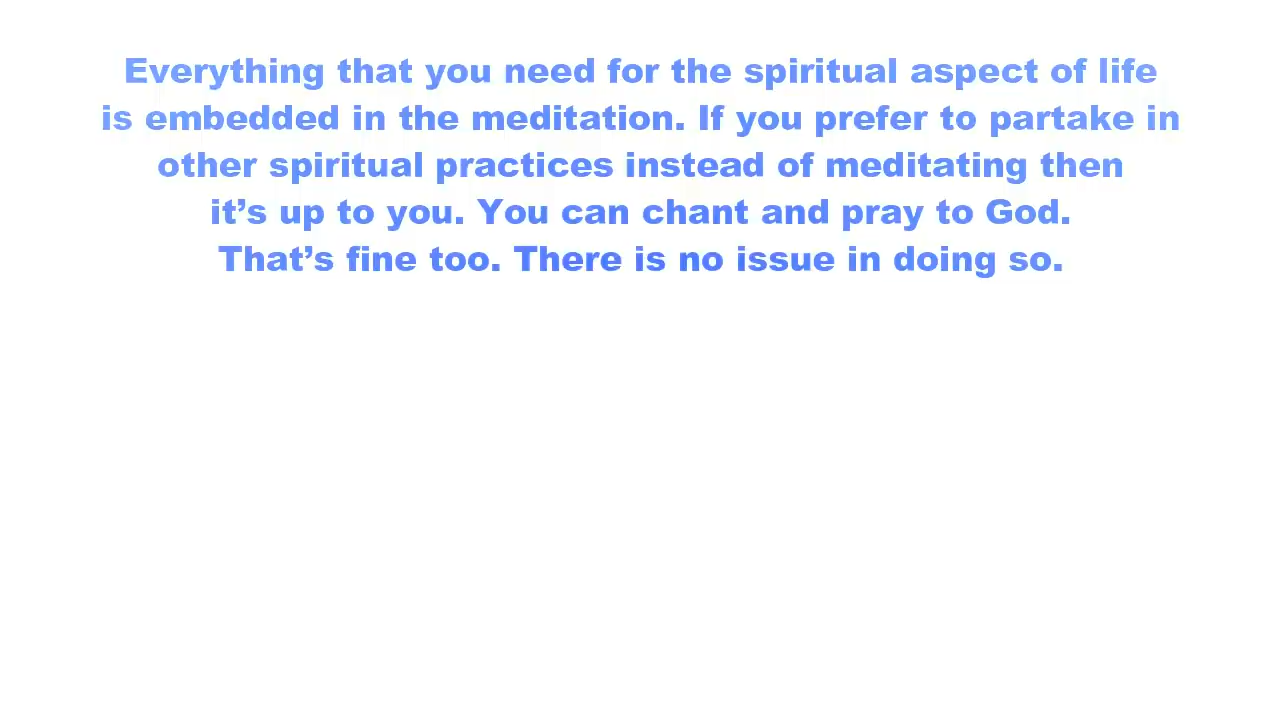 Everything that you need for the spiritual aspect of life
is embedded in the meditation. If you prefer to partake in
other spiritual practices instead of meditating then
it’s up to you. You can chant and pray to God.
That’s fine too. There is no issue in doing so.